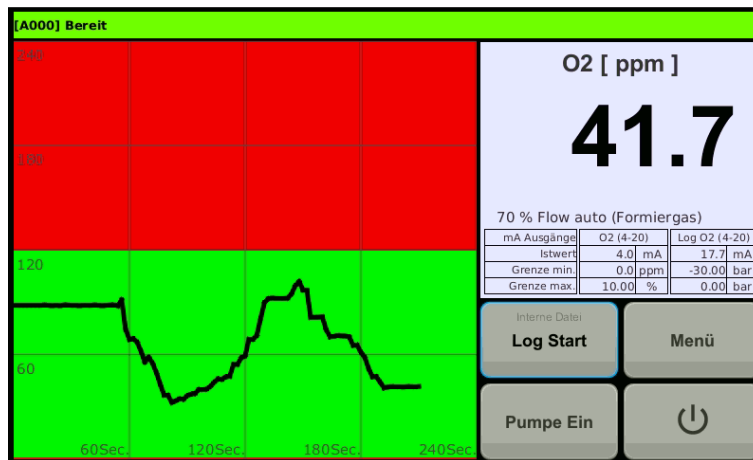 [A000] Bereit
240
180
120
60
60Sec. 120Sec. 180Sec. 240Sec.
O2 [ ppm ]
41.7
70 % Flow auto (Formiergas)
mA Ausgänge O2 (4-20) Log O2 (4-20)
Istwert 4.0 mA 17.7 mA
Grenze min. 0.0 ppm -30.00 bar
Grenze max. 10.00 % 0.00 bar
Interne Datei
Log Start
Menü
Pumpe Ein